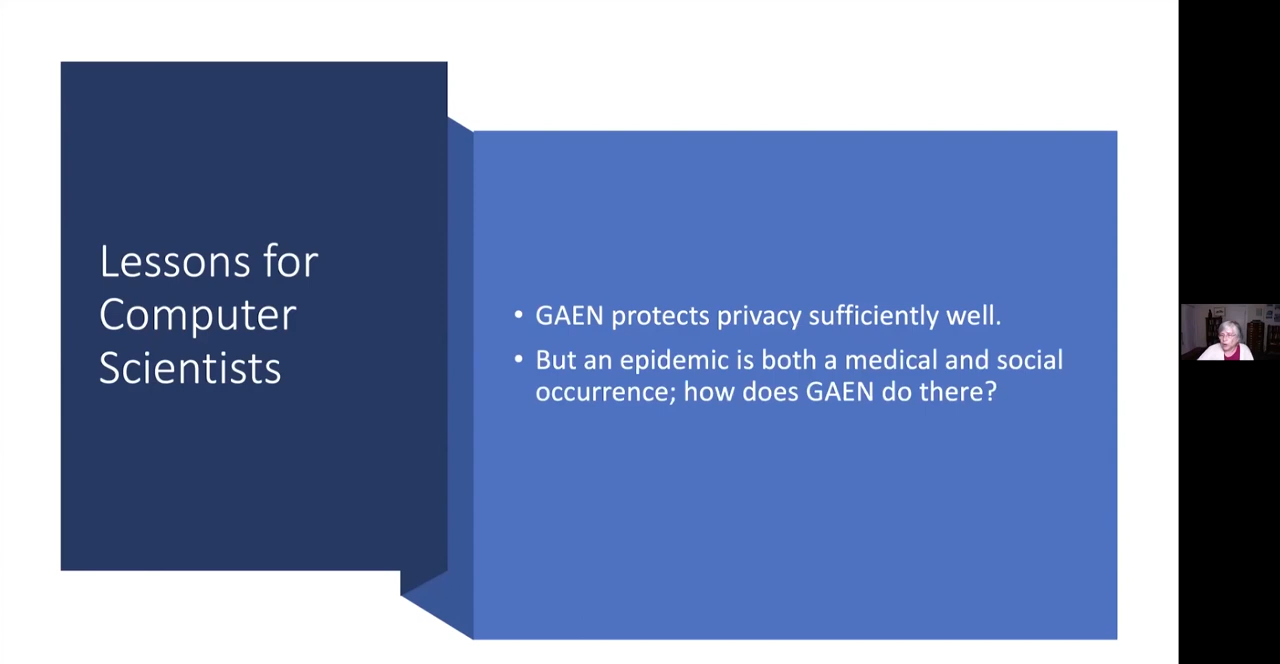 Lessons for
Computer
Scientists
• GAEN protects privacy sufficiently well.
• But an epidemic is both a medical and social
occurrence; how does GAEN do there?